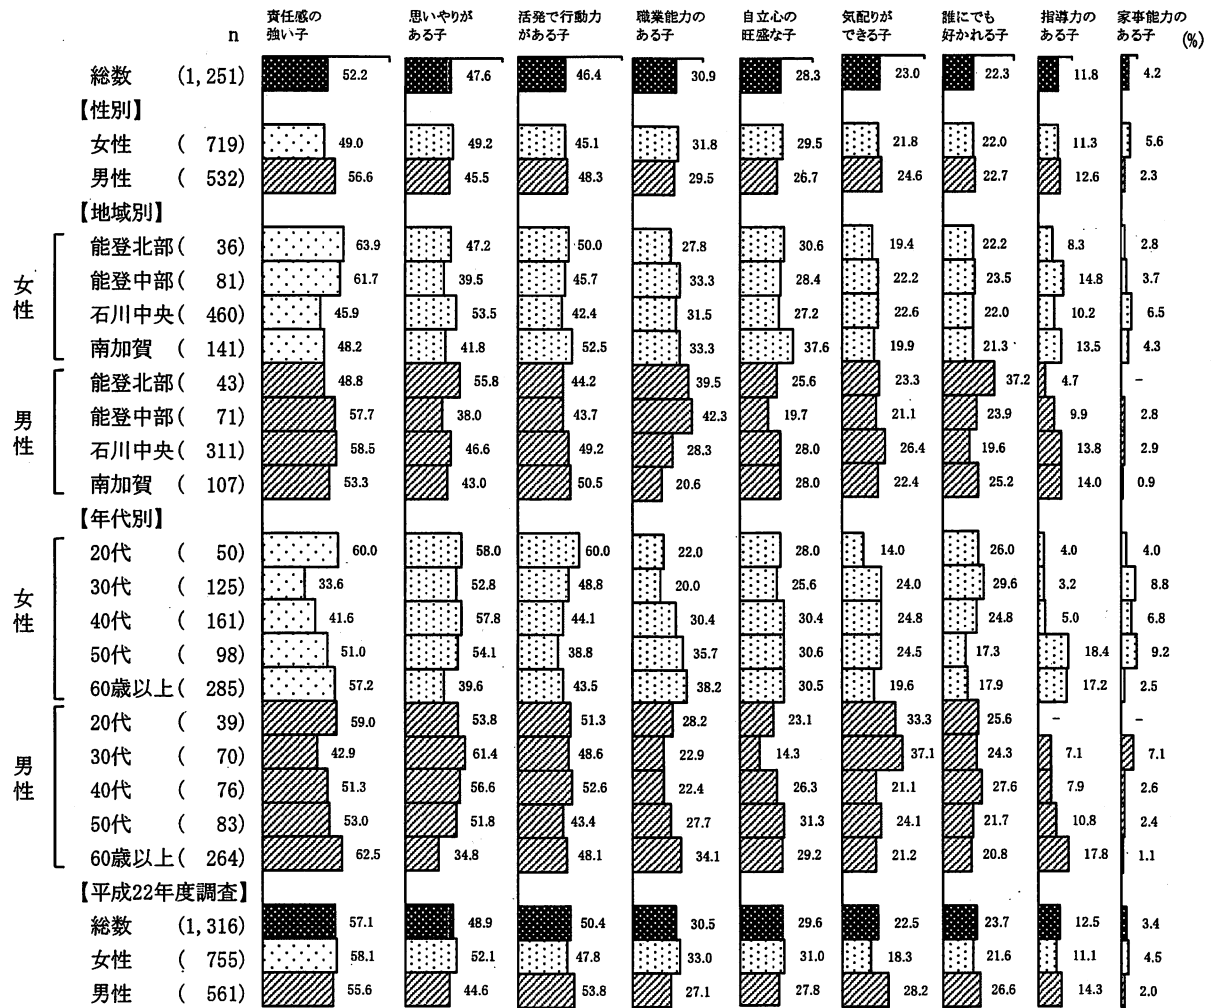 責任感の 思いやりが 活発で行動力 職業能力の 自立心の 気配りが 誰にでも 指導力の 家事能力の
n 強い子 ある子 がある子 ある子 旺盛な子 できる子 好かれる子 ある子 ある子 (%)
総数 (1,251) 52.2 47.6 46.4 30.9 28.3 23.0 22.3 11.8 4.2
【性別】
女性 ( 719) 49.0 49.2 45.1 31.8 29.5 21.8 22.0 11.3 5.6
男性 ( 532) 56.6 45.5 48.3 29.5 26.7 24.6 22.7 12.6 2.3
【地域別】
女性
能登北部( 36) 63.9 47.2 50.0 27.8 30.6 19.4 22.2 8.3 2.8
能登中部( 81) 61.7 39.5 45.7 33.3 28.4 22.2 23.5 14.8 3.7
石川中央( 460) 45.9 53.5 42.4 31.5 27.2 22.6 22.0 10.2 6.5
南加賀 ( 141) 48.2 41.8 52.5 33.3 37.6 19.9 21.3 13.5 4.3
男性
能登北部( 43) 48.8 55.8 44.2 39.5 25.6 23.3 37.2 4.7 -
能登中部( 71) 57.7 38.0 43.7 42.3 19.7 21.1 23.9 9.9 2.8
石川中央( 311) 58.5 46.6 49.2 28.3 28.0 26.4 19.6 13.8 2.9
南加賀 ( 107) 53.3 43.0 50.5 20.6 28.0 22.4 25.2 14.0 0.9
【年代別】
女性
20代 ( 50) 60.0 58.0 60.0 22.0 28.0 14.0 26.0 4.0 4.0
30代 ( 125) 33.6 52.8 48.8 20.0 25.6 24.0 29.6 3.2 8.8
40代 ( 161) 41.6 57.8 44.1 30.4 30.4 24.8 24.8 5.0 6.8
50代 ( 98) 51.0 54.1 38.8 35.7 30.6 24.5 17.3 18.4 9.2
60歳以上( 285) 57.2 39.6 43.5 38.2 30.5 19.6 17.9 17.2 2.5
男性
20代 ( 39) 59.0 53.8 51.3 28.2 23.1 33.3 25.6 - -
30代 ( 70) 42.9 61.4 48.6 22.9 14.3 37.1 24.3 7.1 7.1
40代 ( 76) 51.3 56.6 52.6 22.4 26.3 21.1 27.6 7.9 2.6
50代 ( 83) 53.0 51.8 43.4 27.7 31.3 24.1 21.7 10.8 2.4
60歳以上( 264) 62.5 34.8 48.1 34.1 29.2 21.2 20.8 17.8 1.1
【平成22年度調査】
総数 (1,316) 57.1 48.9 50.4 30.5 29.6 22.5 23.7 12.5 3.4
女性 ( 755) 58.1 52.1 47.8 33.0 31.0 18.3 21.6 11.1 4.5
男性 ( 561) 55.6 44.6 53.8 27.1 27.8 28.2 26.6 14.3 2.0